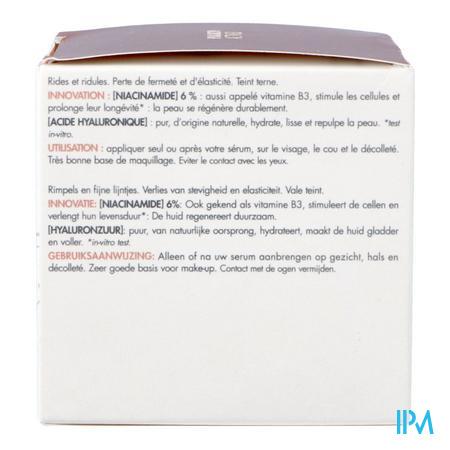 Rides et ridules. Perte de fermeté et d'élasticité. Teint terne.
INNOVATION : [NIACINAMIDE] 6 % : aussi appelé vitamine B3, stimule les cellules et
prolonge leur longévité* : la peau se régénère durablement.
[ACIDE HYALURONIQUE] : pur, d'origine naturelle, hydrate, lisse et repulpe la peau. *test
in-vitro.
UTILISATION : appliquer seul ou après votre sérum, sur le visage, le cou et le décolleté.
Très bonne base de maquillage. Eviter le contact avec les yeux.
Rimpels en fijne lijntjes. Verlies van stevigheid en elasticiteit. Vale teint.
INNOVATIE: [NIACINAMIDE] 6%: Ook gekend als vitamine B3, stimuleert de cellen en
verlengt hun levensduur*: De huid regenereert duurzaam.
[HYALURONZUUR]: puur, van natuurlijke oorsprong, hydrateert, maakt de huid gladder
en voller. *in-vitro test.
GEBRUIKSAANWIJZING: Alleen of na uw serum aanbrengen op gezicht, hals en
décolleté. Zeer goede basis voor make-up. Contact met de ogen vermijden.
IPM